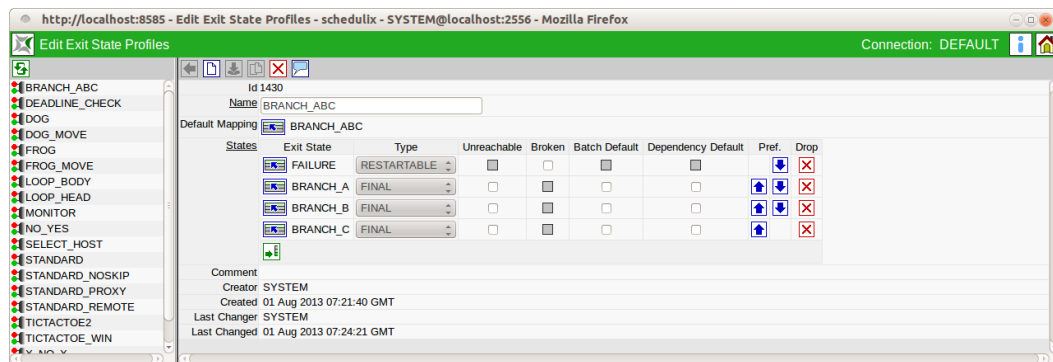 http://localhost:8585 - Edit Exit State Profiles - schedulix - SYSTEM@localhost:2556 - Mozilla Firefox
Edit Exit State Profiles
Connection: DEFAULT
BRANCH_ABC
DEADLINE_CHECK
DOG
DOG_MOVE
FROG
FROG_MOVE
LOOP_BODY
LOOP_HEAD
MONITOR
NO_YES
SELECT_HOST
STANDARD
STANDARD_NOSKIP
STANDARD_PROXY
STANDARD_REMOTE
TICTACTOE2
TICTACTOE_WIN
Id 1430
Name BRANCH_ABC
Default Mapping BRANCH_ABC
States Exit State Type Unreachable Broken Batch Default Dependency Default Pref. Drop
FAILURE RESTARTABLE
BRANCH_A FINAL
BRANCH_B FINAL
BRANCH_C FINAL
Comment
Creator SYSTEM
Created 01 Aug 2013 07:21:40 GMT
Last Changer SYSTEM
Last Changed 01 Aug 2013 07:24:21 GMT